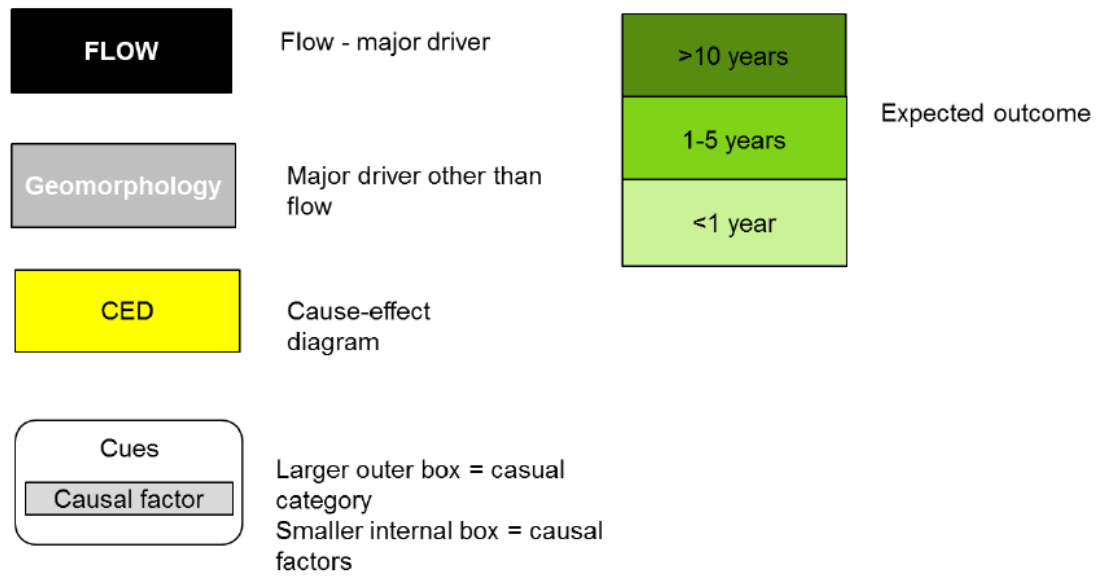 FLOW
Flow - major driver
Geomorphology
Major driver other than
flow
CED
Cause-effect
diagram
Cues
Causal factor
Larger outer box = casual
category
Smaller internal box = causal
factors
>10 years
1-5 years
<1 year
Expected outcome